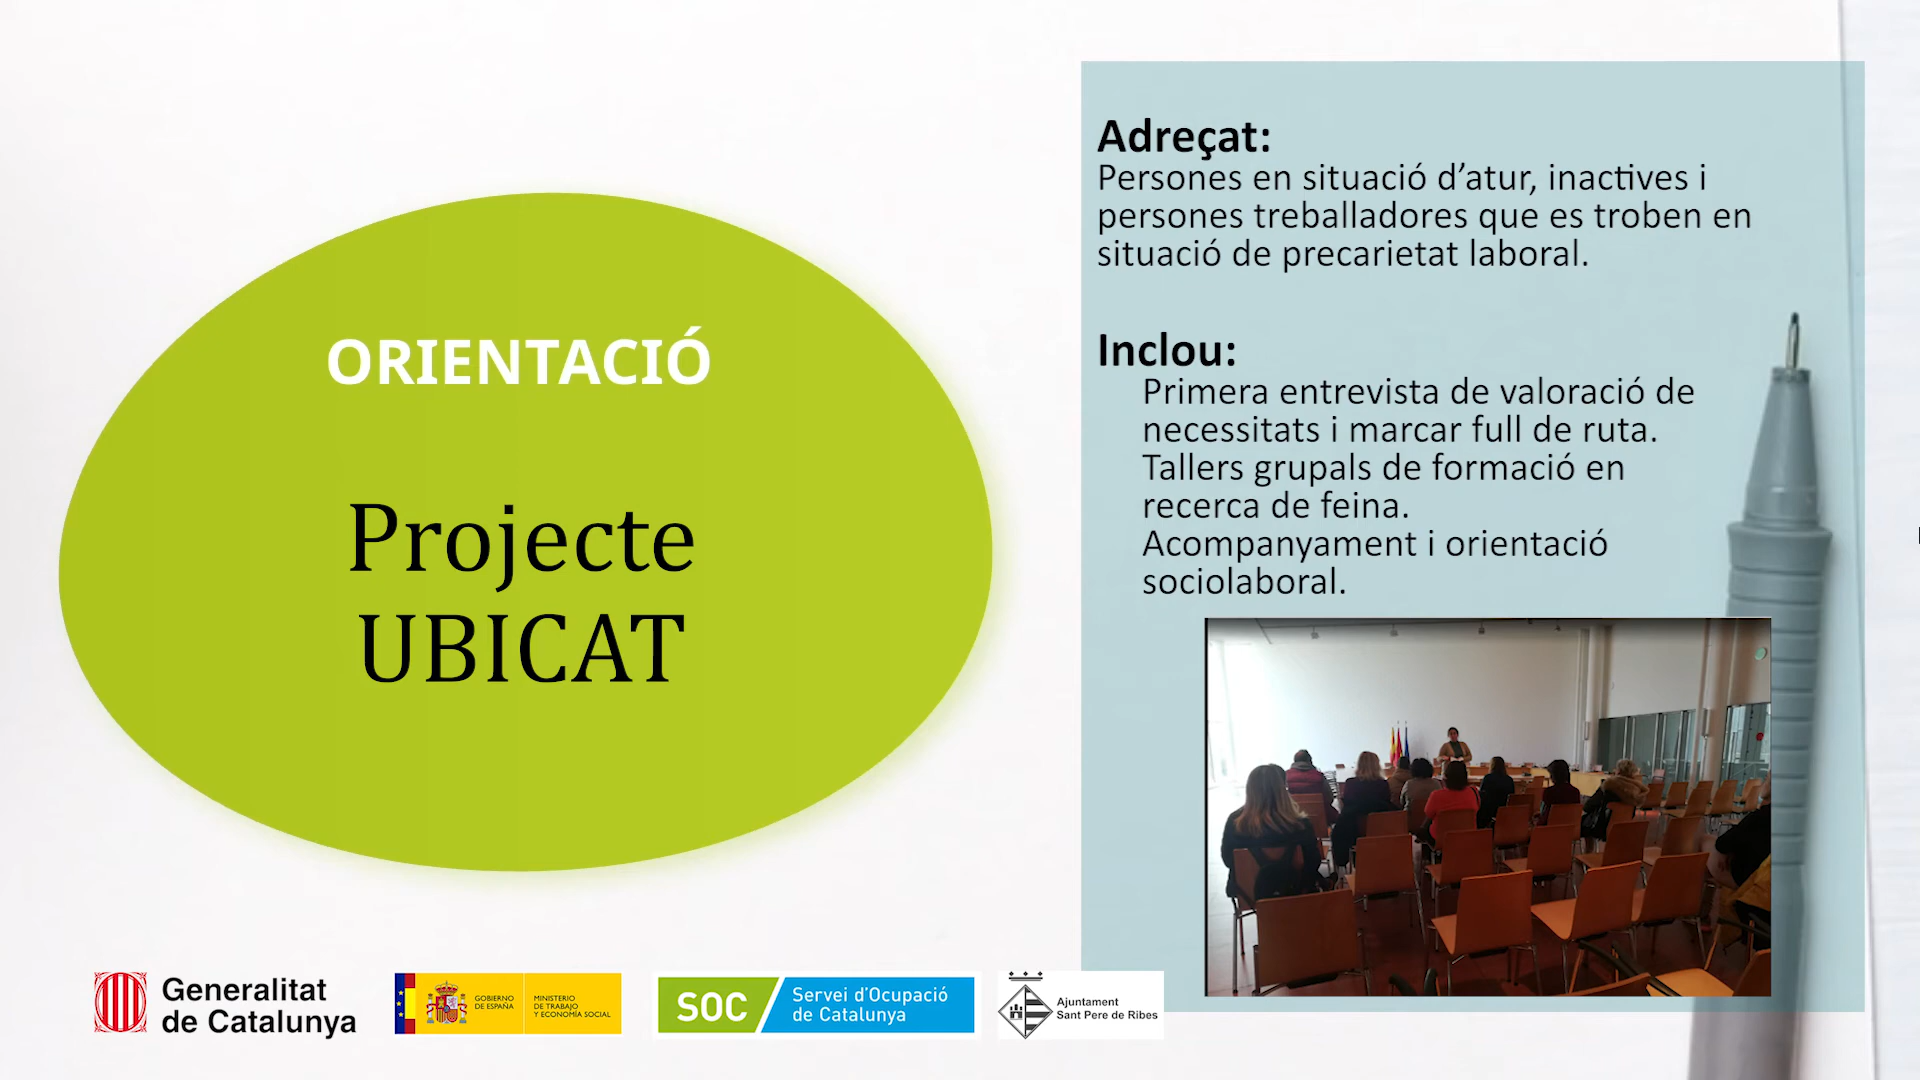 ORIENTACIÓ
Projecte
UBICAT
Adreçat:
Persones en situació d’atur, inactives i
persones treballadores que es troben en
situació de precarietat laboral.
Inclou:
Primera entrevista de valoració de
necessitats i marcar full de ruta.
Tallers grupals de formació en
recerca de feina.
Acompanyament i orientació
sociolaboral.
Generalitat
de Catalunya
GOBIERNO
DE ESPAÑA
MINISTERIO
DE TRABAJO
Y ECONOMÍA SOCIAL
SOC
Servei d'Ocupació
de Catalunya
Ajuntament
Sant Pere de Ribes